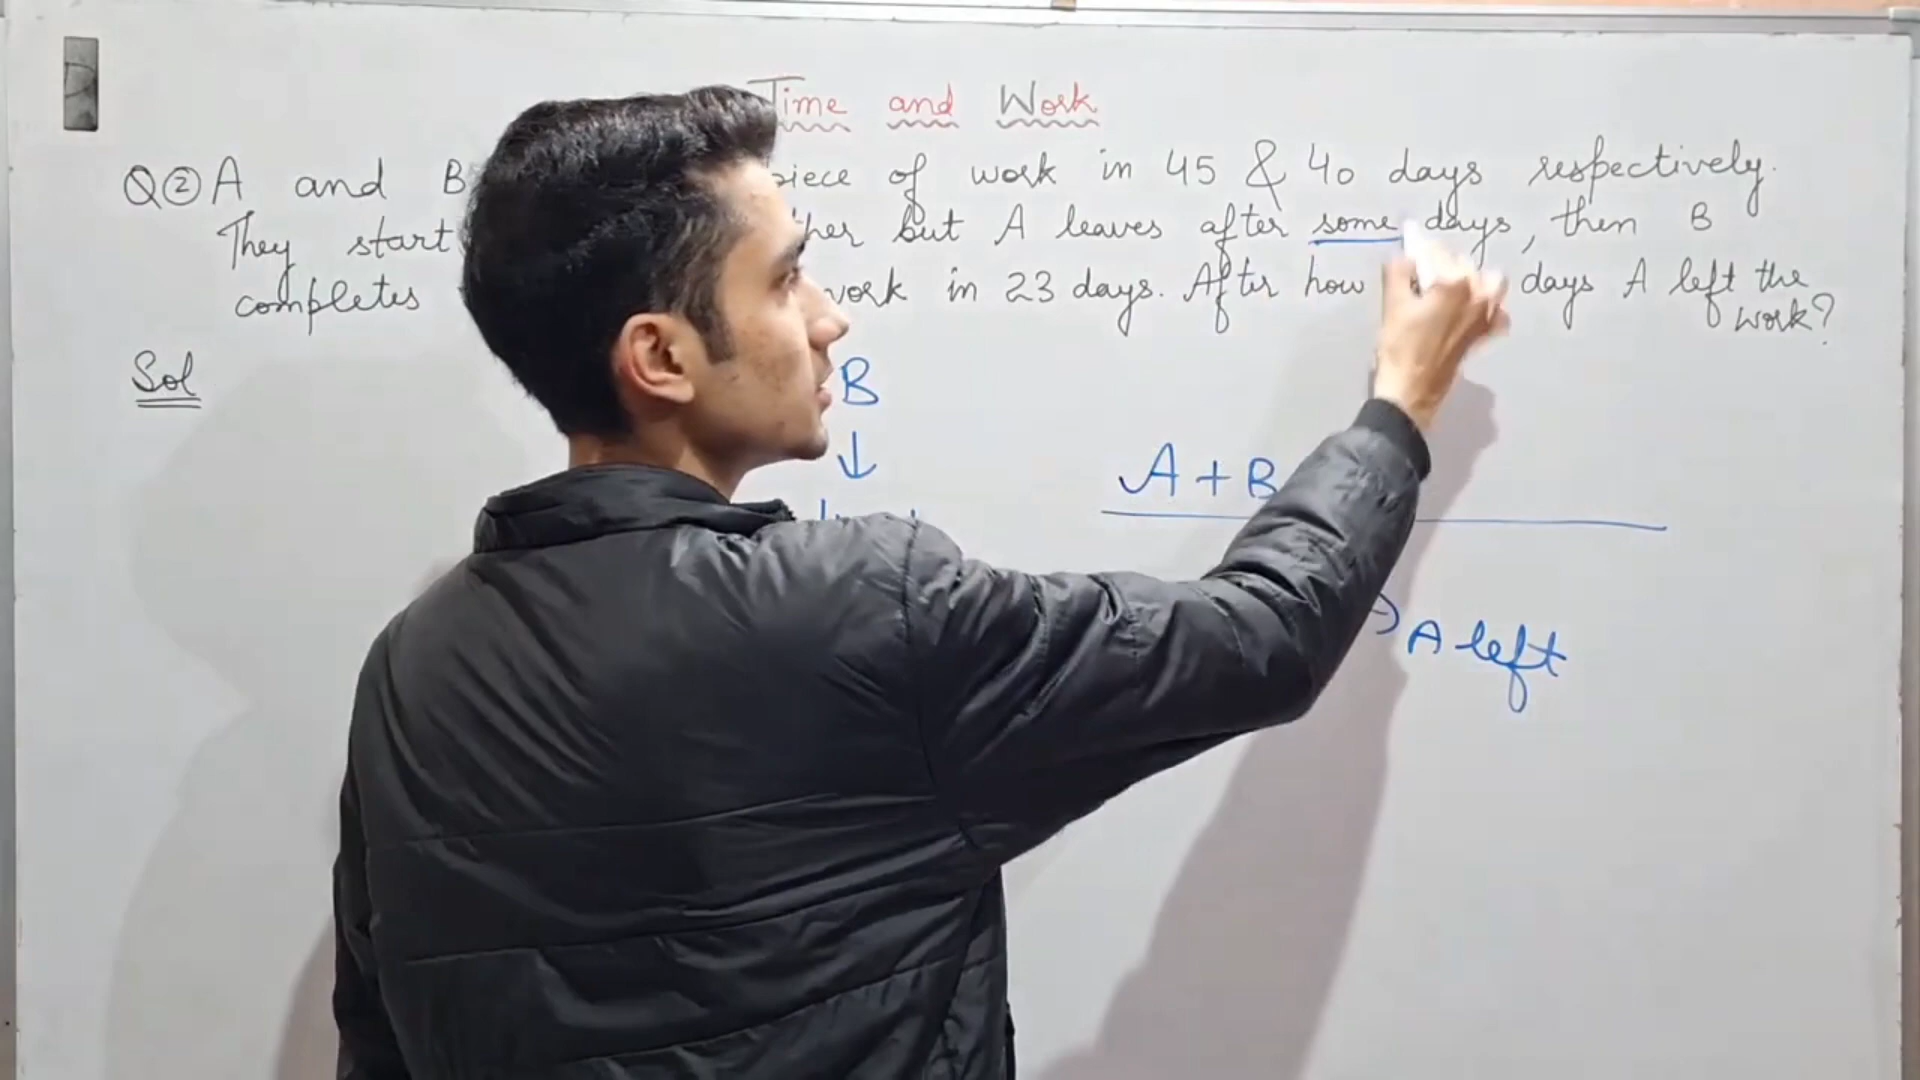 Time and Work
Q② A and B piece of work in 45 & 40 days respectively.
They start but A leaves after some days, then B
completes work in 23 days. After how days A left the
work?
Sol
B
↓
A + B
→ A left